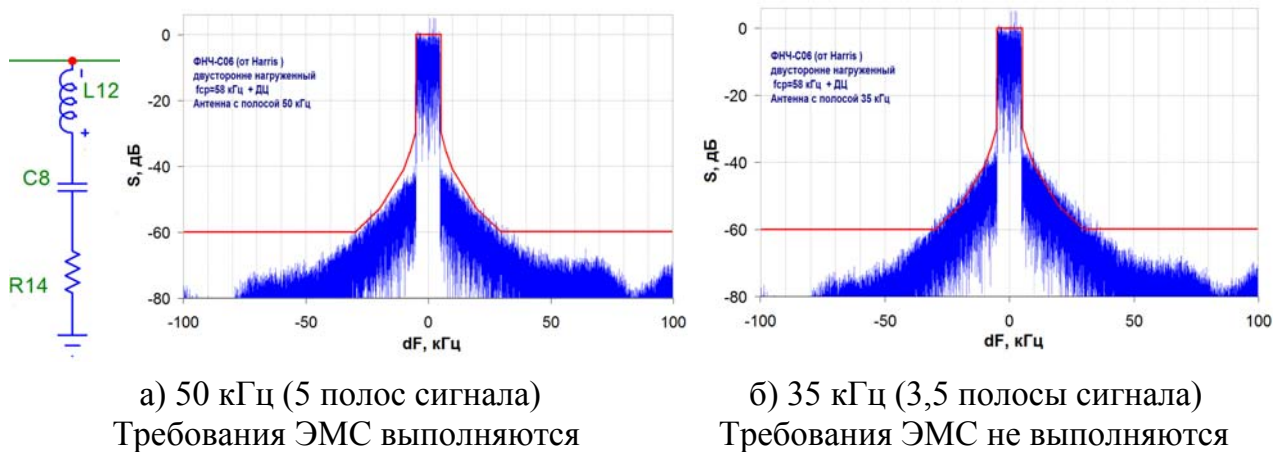 L12
C8
R14
ФНЧ-С06 (от Harris )
двусторонне нагруженный
fcp=58 кГц + ДЦ
Антенна с полосой 50 кГц
S, дБ
0
-20
-40
-60
-80
-100
-50
0
50
100
dF, кГц
ФНЧ-С06 (от Harris )
двусторонне нагруженный
fcp=58 кГц + ДЦ
Антенна с полосой 35 кГц
S, дБ
0
-20
-40
-60
-80
-100
-50
0
50
100
dF, кГц
а) 50 кГц (5 полос сигнала)
Требования ЭМС выполняются
б) 35 кГц (3,5 полосы сигнала)
Требования ЭМС не выполняются